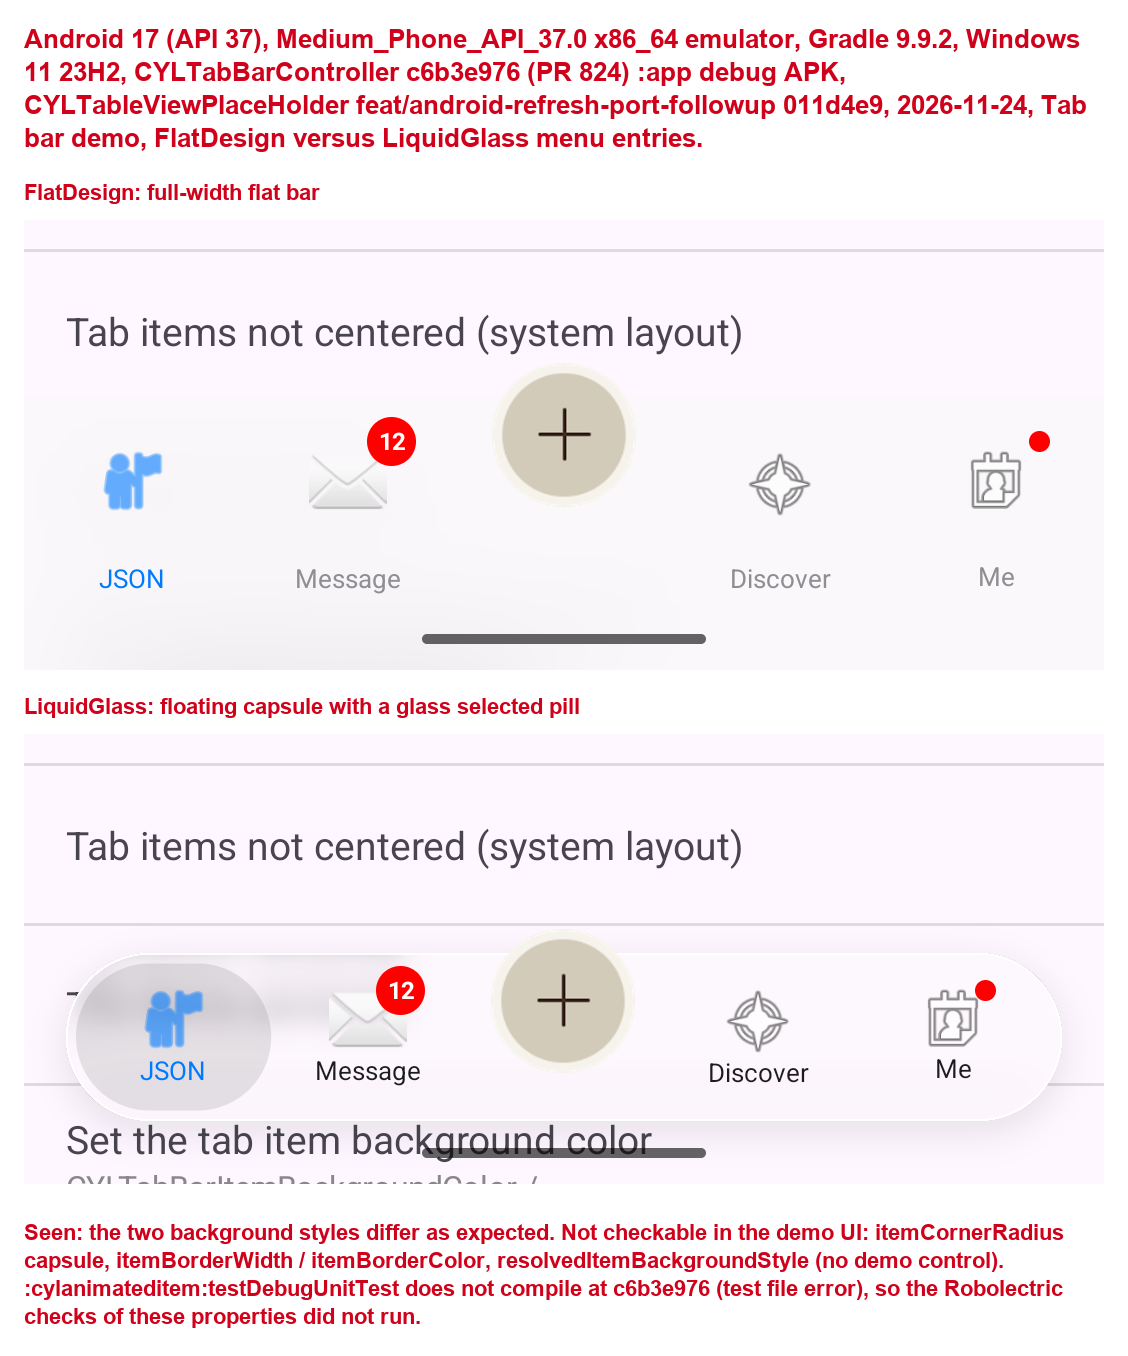 Android 17 (API 37), Medium_Phone_API_37.0 x86_64 emulator, Gradle 9.9.2, Windows
11 23H2, CYLTabBarController c6b3e976 (PR 824) :app debug APK,
CYLTableViewPlaceHolder feat/android-refresh-port-followup 011d4e9, 2026-11-24, Tab
bar demo, FlatDesign versus LiquidGlass menu entries.
FlatDesign: full-width flat bar
Tab items not centered (system layout)
12
JSON Message Discover Me
LiquidGlass: floating capsule with a glass selected pill
Tab items not centered (system layout)
12
JSON Message Discover Me
Set the tab item background color
CYLTabBarItemBackgroundColor /
Seen: the two background styles differ as expected. Not checkable in the demo UI: itemCornerRadius
capsule, itemBorderWidth / itemBorderColor, resolvedItemBackgroundStyle (no demo control).
:cylanimateditem:testDebugUnitTest does not compile at c6b3e976 (test file error), so the Robolectric
checks of these properties did not run.